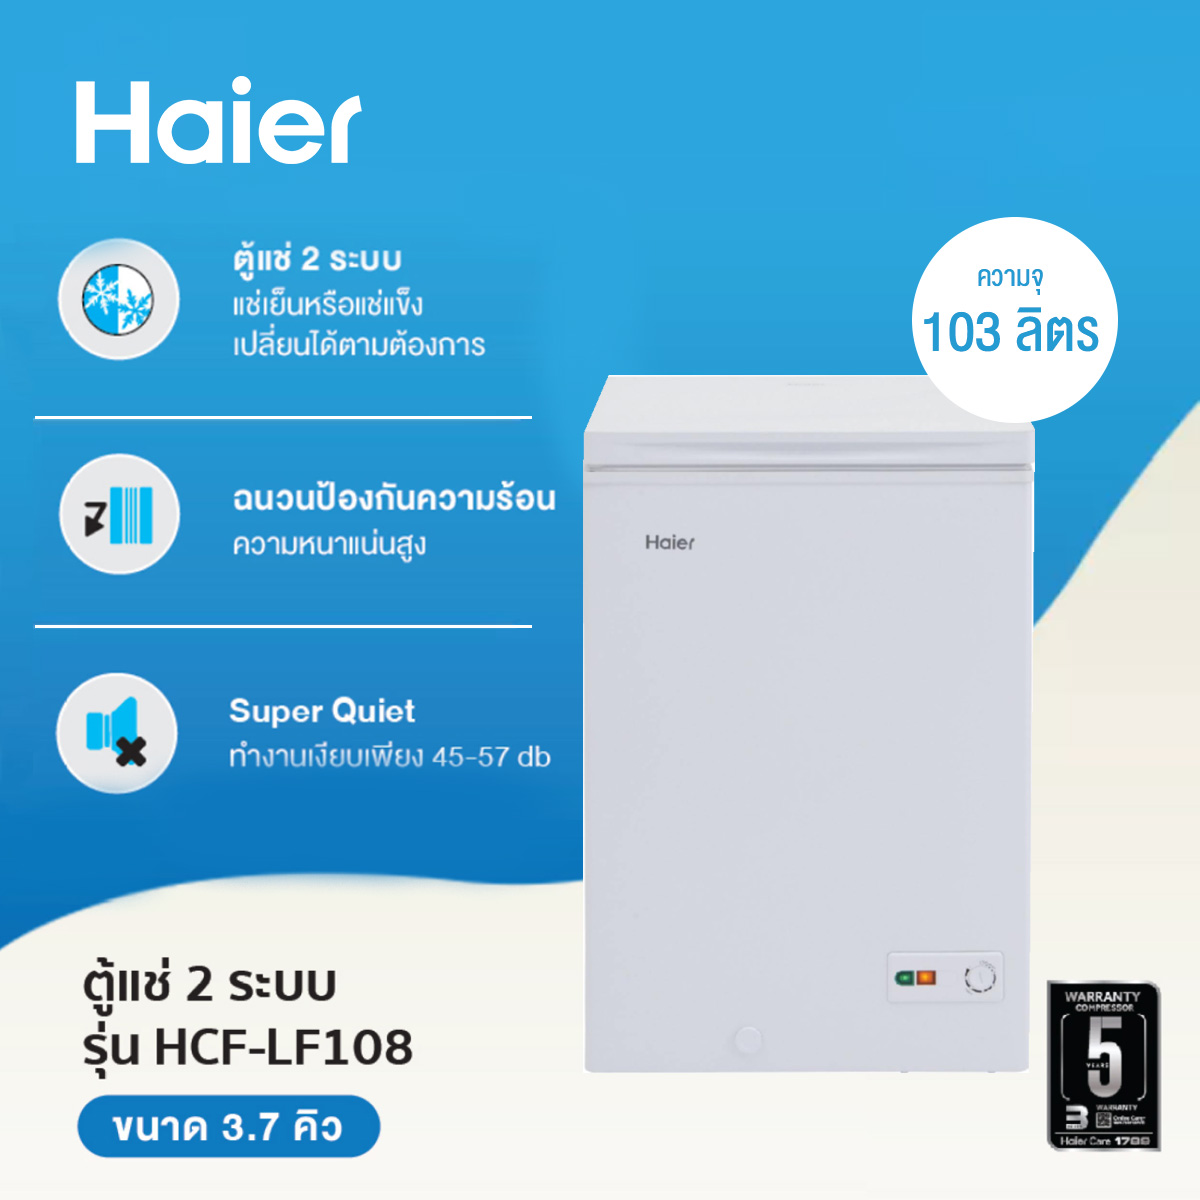 Haier
ตู้แช่ 2 ระบบ
แช่เย็นหรือแช่แข็ง
เปลี่ยนได้ตามต้องการ
ความจุ
103 ลิตร
ฉนวนป้องกันความร้อน
ความหนาแน่นสูง
Haier
Super Quiet
ทำงานเงียบเพียง 45-57 db
ตู้แช่ 2 ระบบ
รุ่น HCF-LF108
ขนาด 3.7 คิว
WARRANTY
COMPRESSOR
5
YEARS
3
WARRANTY
Haier Care 1788